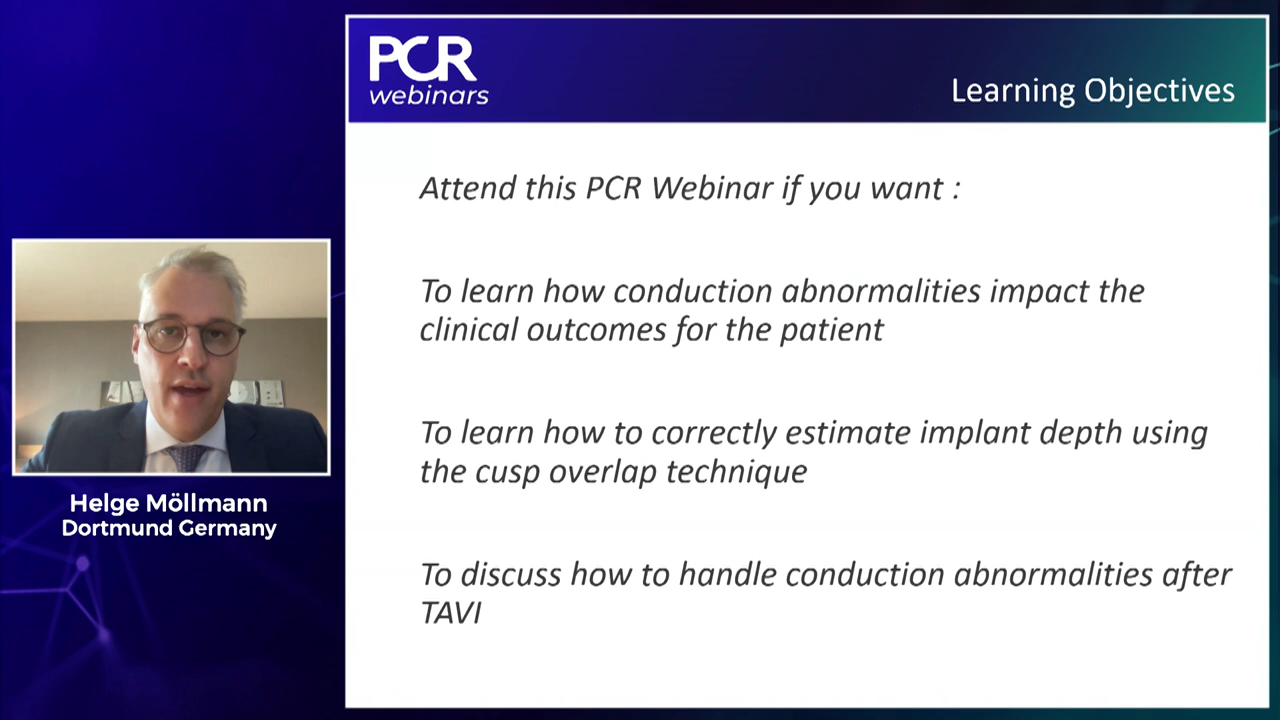 PCR
webinars
Learning Objectives
Attend this PCR Webinar if you want :
To learn how conduction abnormalities impact the
clinical outcomes for the patient
To learn how to correctly estimate implant depth using
the cusp overlap technique
To discuss how to handle conduction abnormalities after
TAVI
Helge Möllmann
Dortmund Germany